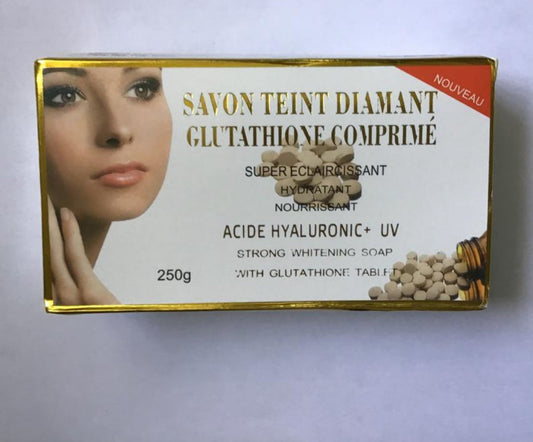 NOUVEAU
SAVON TEINT DIAMANT
GLUTATHIONE COMPRIMÉ
SUPER ECLAIRCISSANT
HYDRATANT
NOURRISSANT
ACIDE HYALURONIC+ UV
STRONG WHITENING SOAP
WITH GLUTATHIONE TABLET
250g